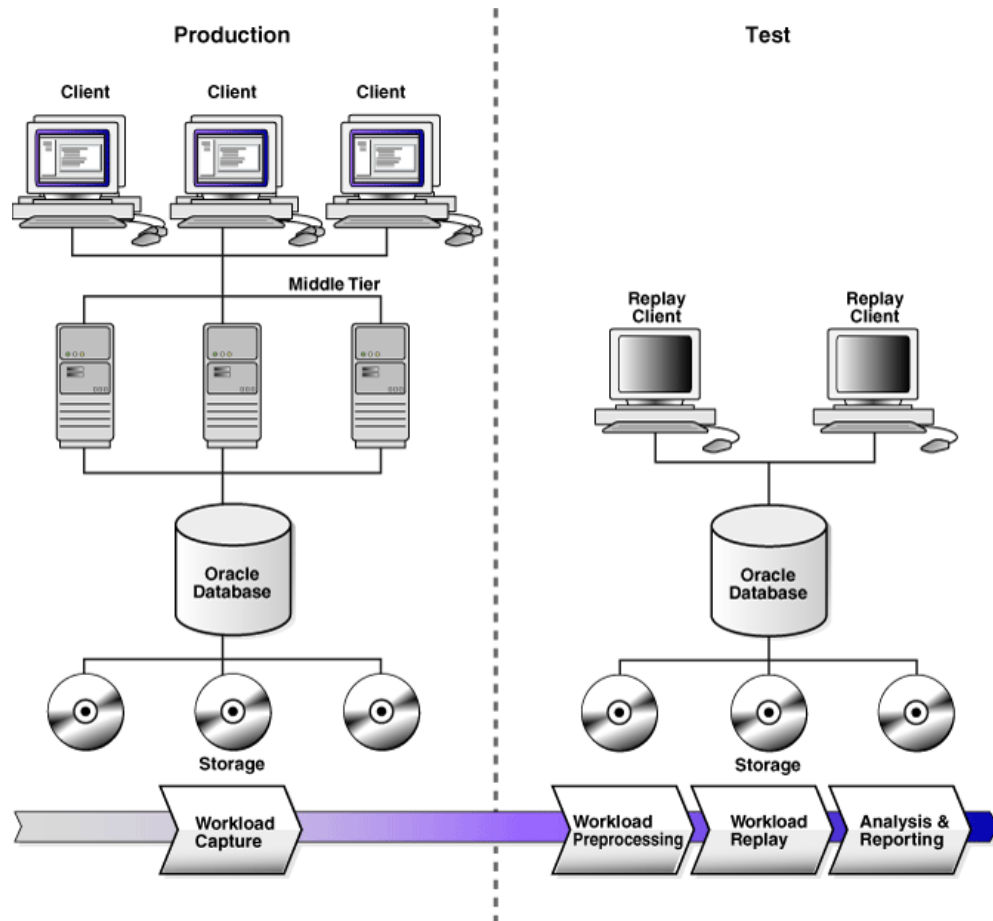 Production
Test
Client
Client
Client
Middle Tier
Replay
Client
Replay
Client
Oracle
Database
Oracle
Database
Storage
Storage
Workload
Capture
Workload
Preprocessing
Workload
Replay
Analysis &
Reporting